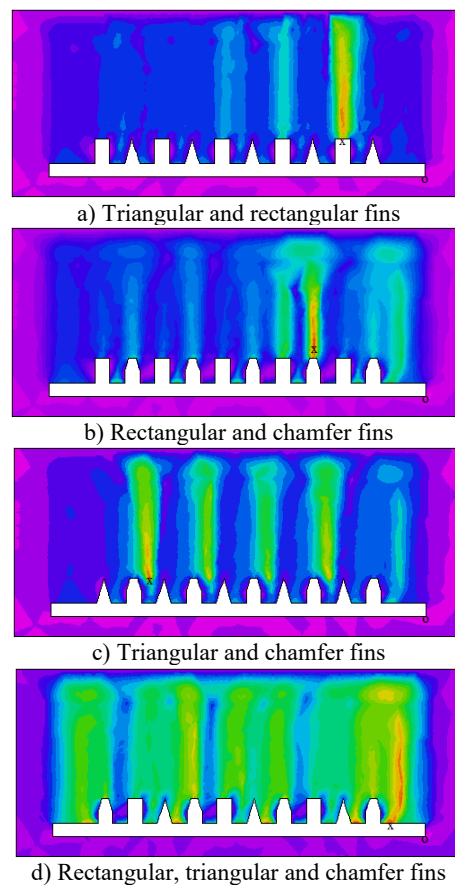 x
o
a) Triangular and rectangular fins
x
o
b) Rectangular and chamfer fins
x
o
c) Triangular and chamfer fins
x
o
d) Rectangular, triangular and chamfer fins